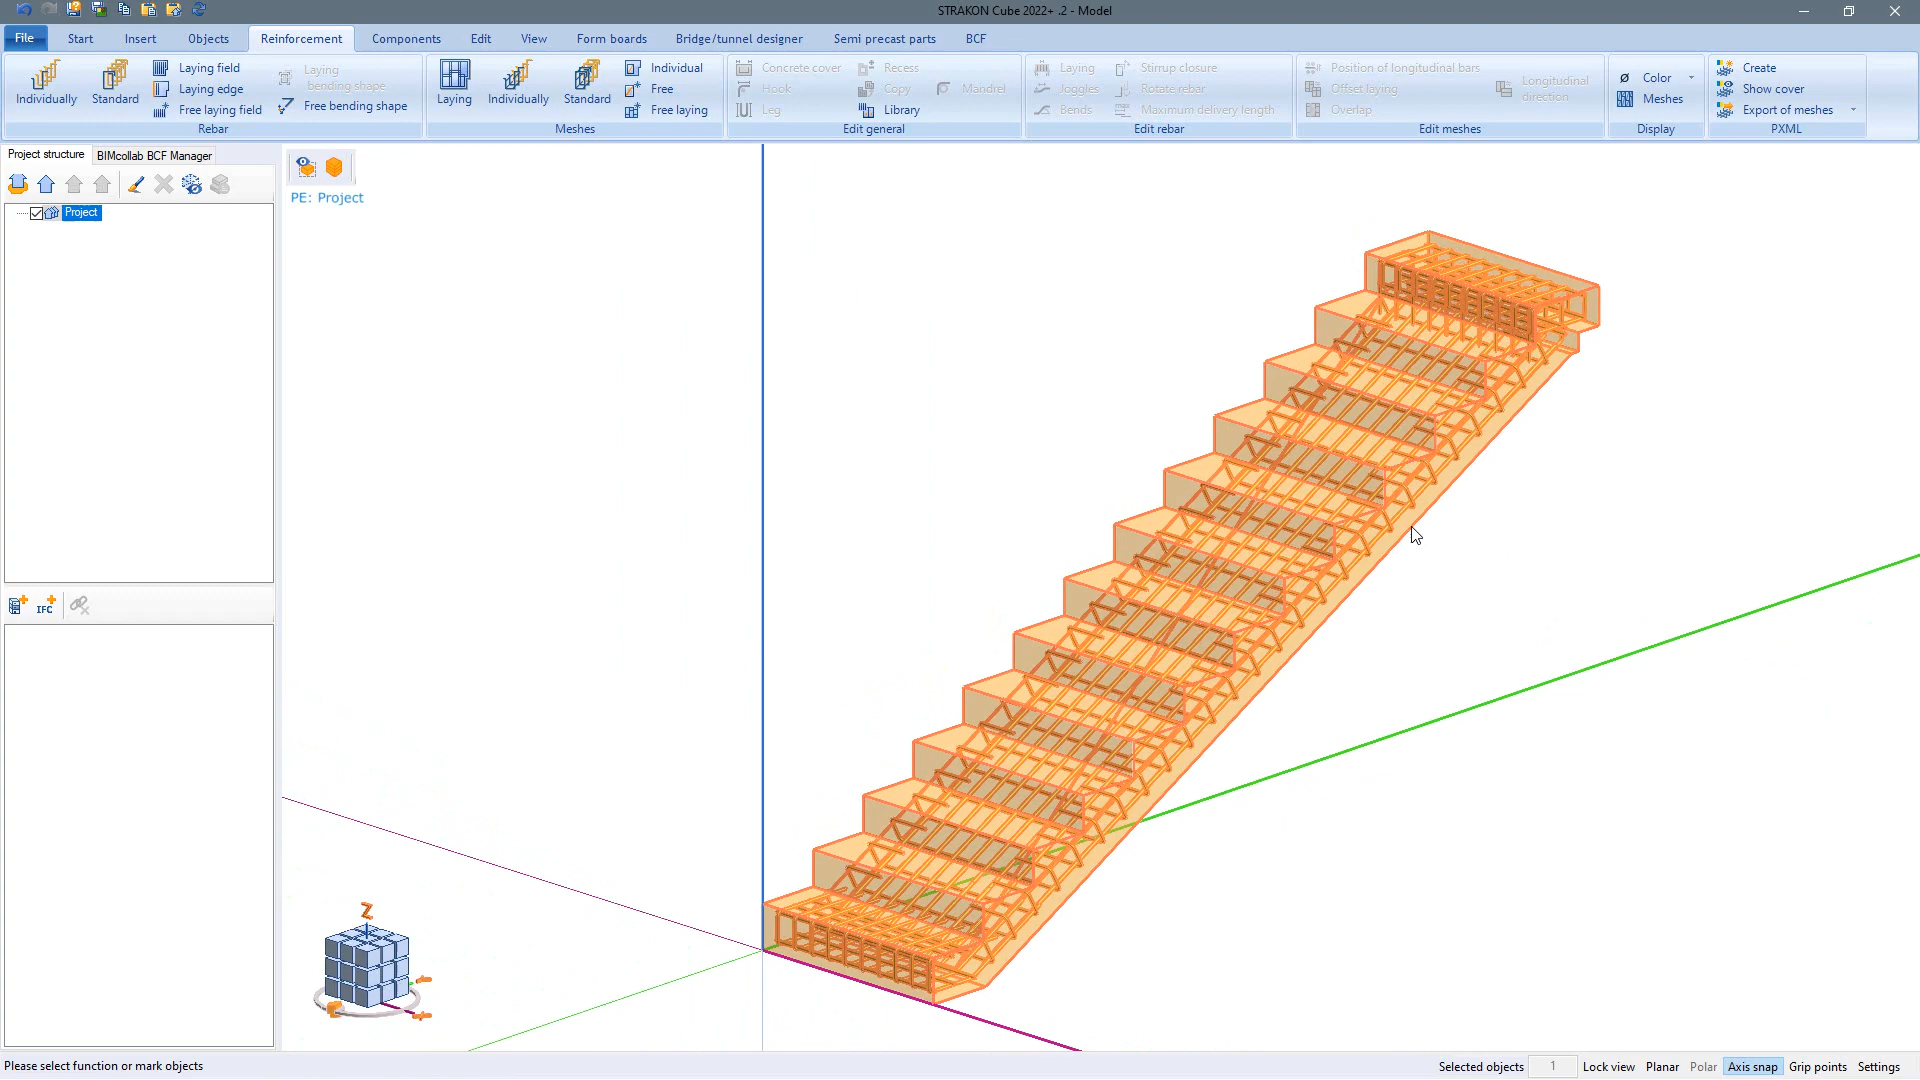 STRAKON Cube 2022+ .2 - Model
File Start Insert Objects Reinforcement Components Edit View Form boards Bridge/tunnel designer Semi precast parts BCF
Individually
Standard
Laying field
Laying edge
Free laying field
Laying
bending shape
Free bending shape
Rebar
Laying
Individually
Standard
Individual
Free
Free laying
Meshes
Concrete cover
Hook
Leg
Recess
Copy
Library
Mandrel
Edit general
Laying
Joggles
Bends
Stirrup closure
Rotate rebar
Maximum delivery length
Edit rebar
Position of longitudinal bars
Offset laying
Overlap
Longitudinal
direction
Edit meshes
Color
Meshes
Display
Create
Show cover
Export of meshes
PXML
Project structure BIMcollab BCF Manager
Project
PE: Project
IFC
Z
Please select function or mark objects
Selected objects 1 Lock view Planar Polar Axis snap Grip points Settings